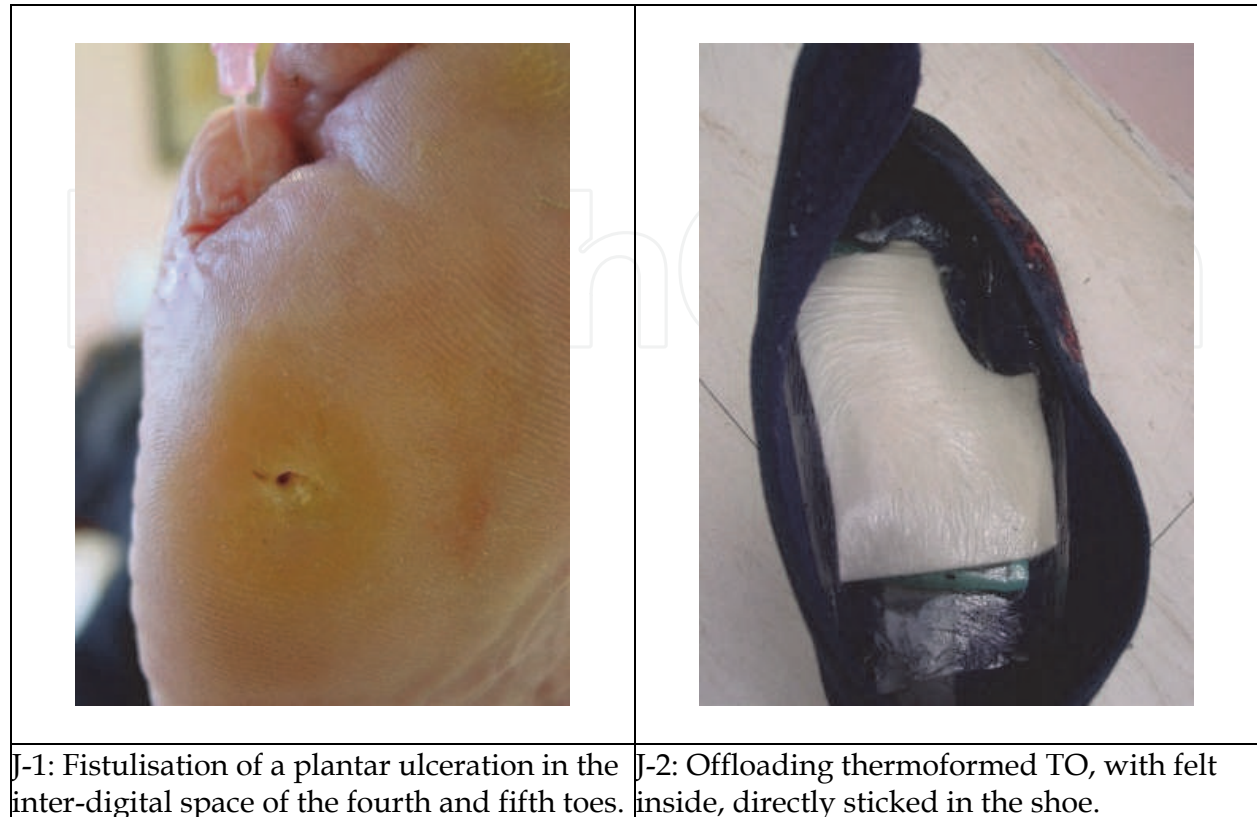 J-1: Fistulisation of a plantar ulceration in the
inter-digital space of the fourth and fifth toes.
J-2: Offloading thermoformed TO, with felt
inside, directly sticked in the shoe.